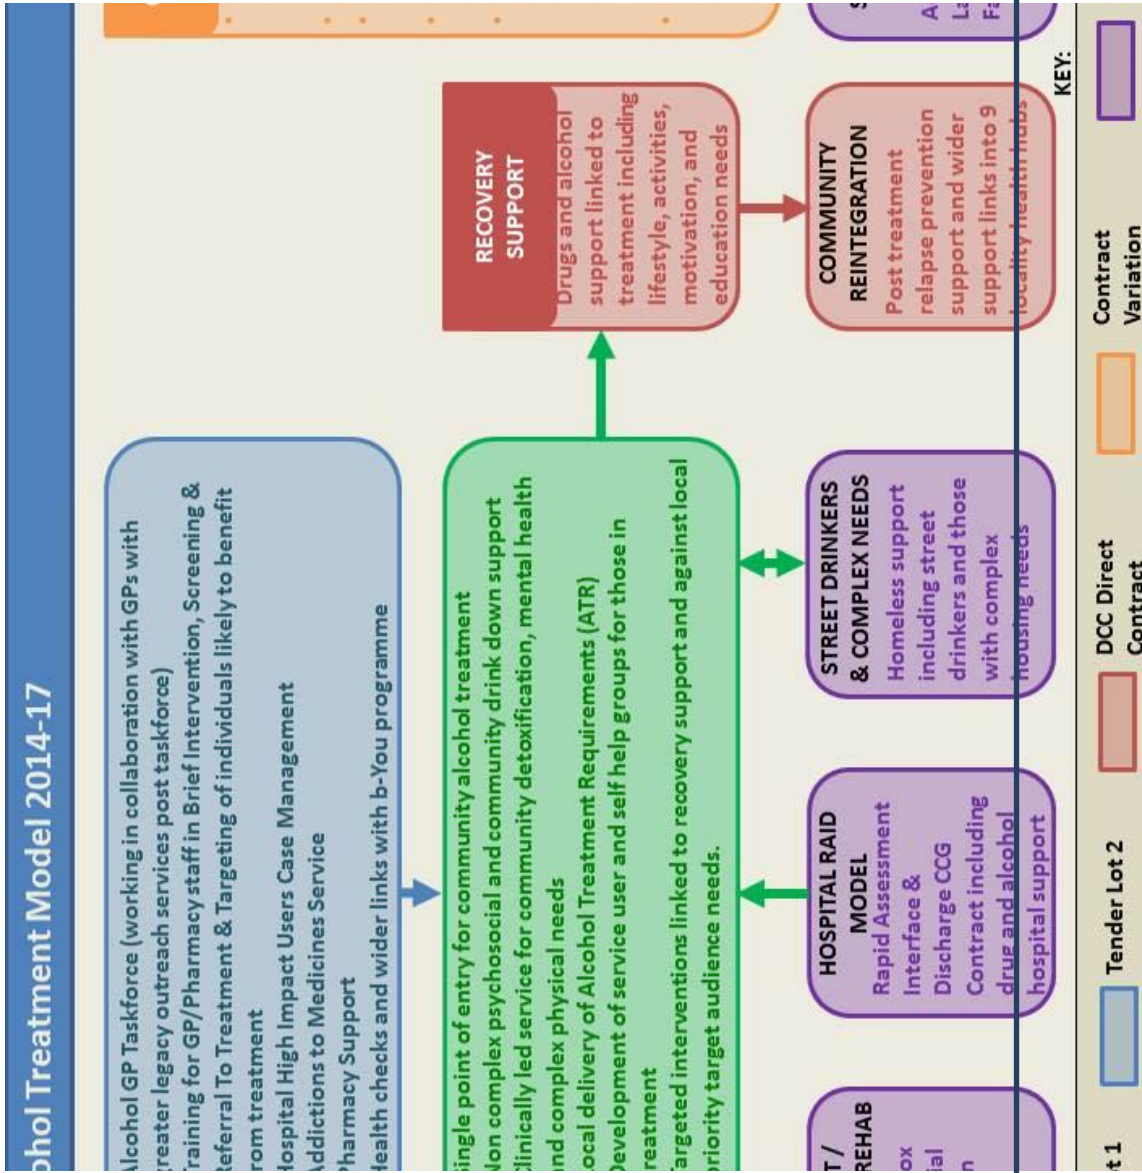 ohol Treatment Model 2014-17
Alcohol GP Taskforce (working in collaboration with GPs with
greater legacy outreach services post taskforce)
Training for GP/Pharmacy staff in Brief Intervention, Screening &
Referral To Treatment & Targeting of individuals likely to benefit
from treatment
Hospital High Impact Users Case Management
Addictions to Medicines Service
Pharmacy Support
Health checks and wider links with b-You programme
Single point of entry for community alcohol treatment
Non complex psychosocial and community drink down support
Clinically led service for community detoxification, mental health
and complex physical needs
Local delivery of Alcohol Treatment Requirements (ATR)
Development of service user and self help groups for those in
treatment
Targeted interventions linked to recovery support and against local
priority target audience needs.
RECOVERY
SUPPORT
Drugs and alcohol
support linked to
treatment including
lifestyle, activities,
motivation, and
education needs
T /
REHAB
HOSPITAL RAID
MODEL
Rapid Assessment
Interface &
Discharge CCG
Contract including
drug and alcohol
hospital support
STREET DRINKERS
& COMPLEX NEEDS
Homeless support
including street
drinkers and those
with complex
housing needs
COMMUNITY
REINTEGRATION
Post treatment
relapse prevention
support and wider
support links into 9
locality health hubs
KEY:
t 1
Tender Lot 2
DCC Direct
Contract
Contract
Variation